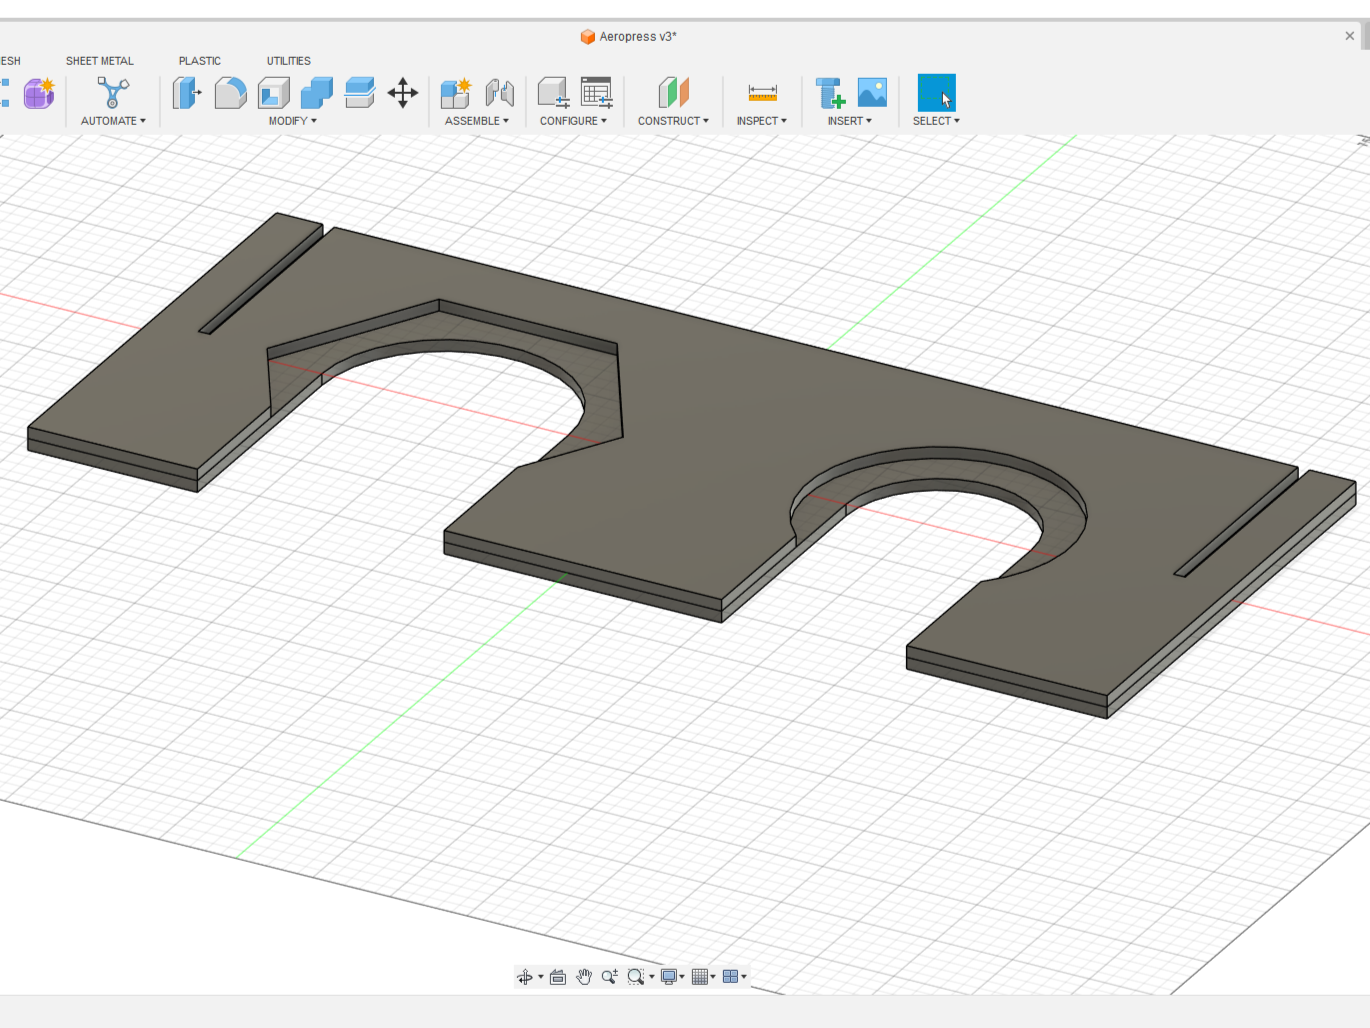 Aeropress v3*
ESH SHEET METAL PLASTIC UTILITIES
AUTOMATE MODIFY ASSEMBLE CONFIGURE CONSTRUCT INSPECT INSERT SELECT